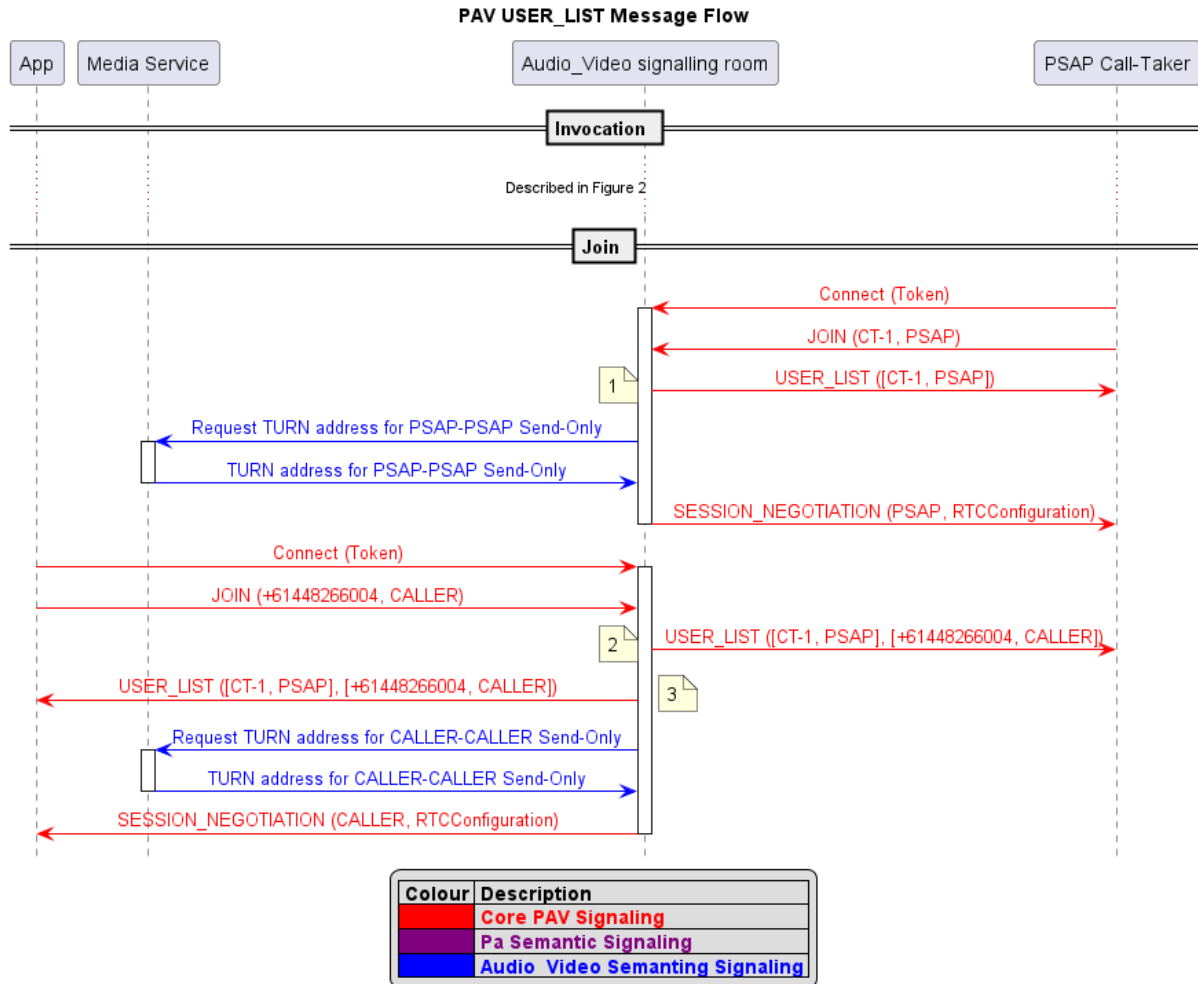 PAV USER_LIST Message Flow
App
Media Service
Audio_Video signalling room
PSAP Call-Taker
Invocation
Described in Figure 2
Join
Connect (Token)
JOIN (CT-1, PSAP)
1
USER_LIST ([CT-1, PSAP])
Request TURN address for PSAP-PSAP Send-Only
TURN address for PSAP-PSAP Send-Only
SESSION_NEGOTIATION (PSAP, RTCConfiguration)
Connect (Token)
JOIN (+61448266004, CALLER)
2
USER_LIST ([CT-1, PSAP], [+61448266004, CALLER])
USER_LIST ([CT-1, PSAP], [+61448266004, CALLER])
3
Request TURN address for CALLER-CALLER Send-Only
TURN address for CALLER-CALLER Send-Only
SESSION_NEGOTIATION (CALLER, RTCConfiguration)
Colour Description
Core PAV Signaling
Pa Semantic Signaling
Audio Video Semanting Signaling